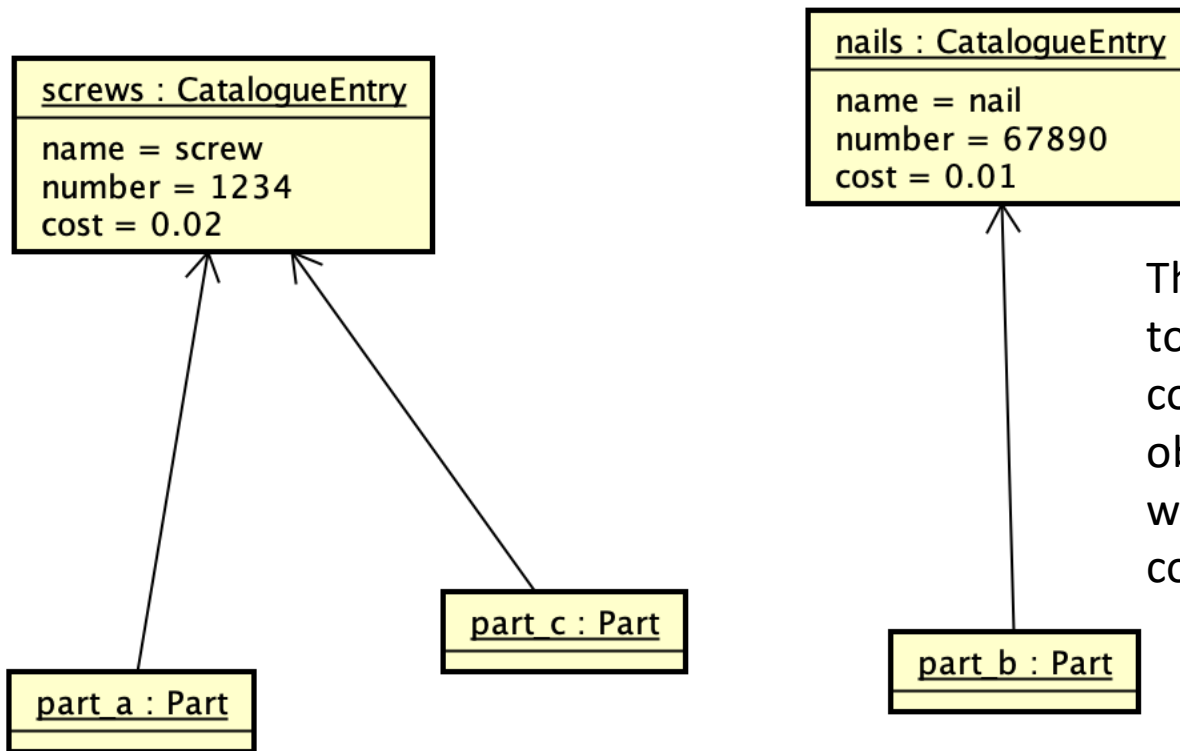 screws : CatalogueEntry
name = screw
number = 1234
cost = 0.02
nails : CatalogueEntry
name = nail
number = 67890
cost = 0.01
part_c : Part
part_a : Part
part_b : Part
to